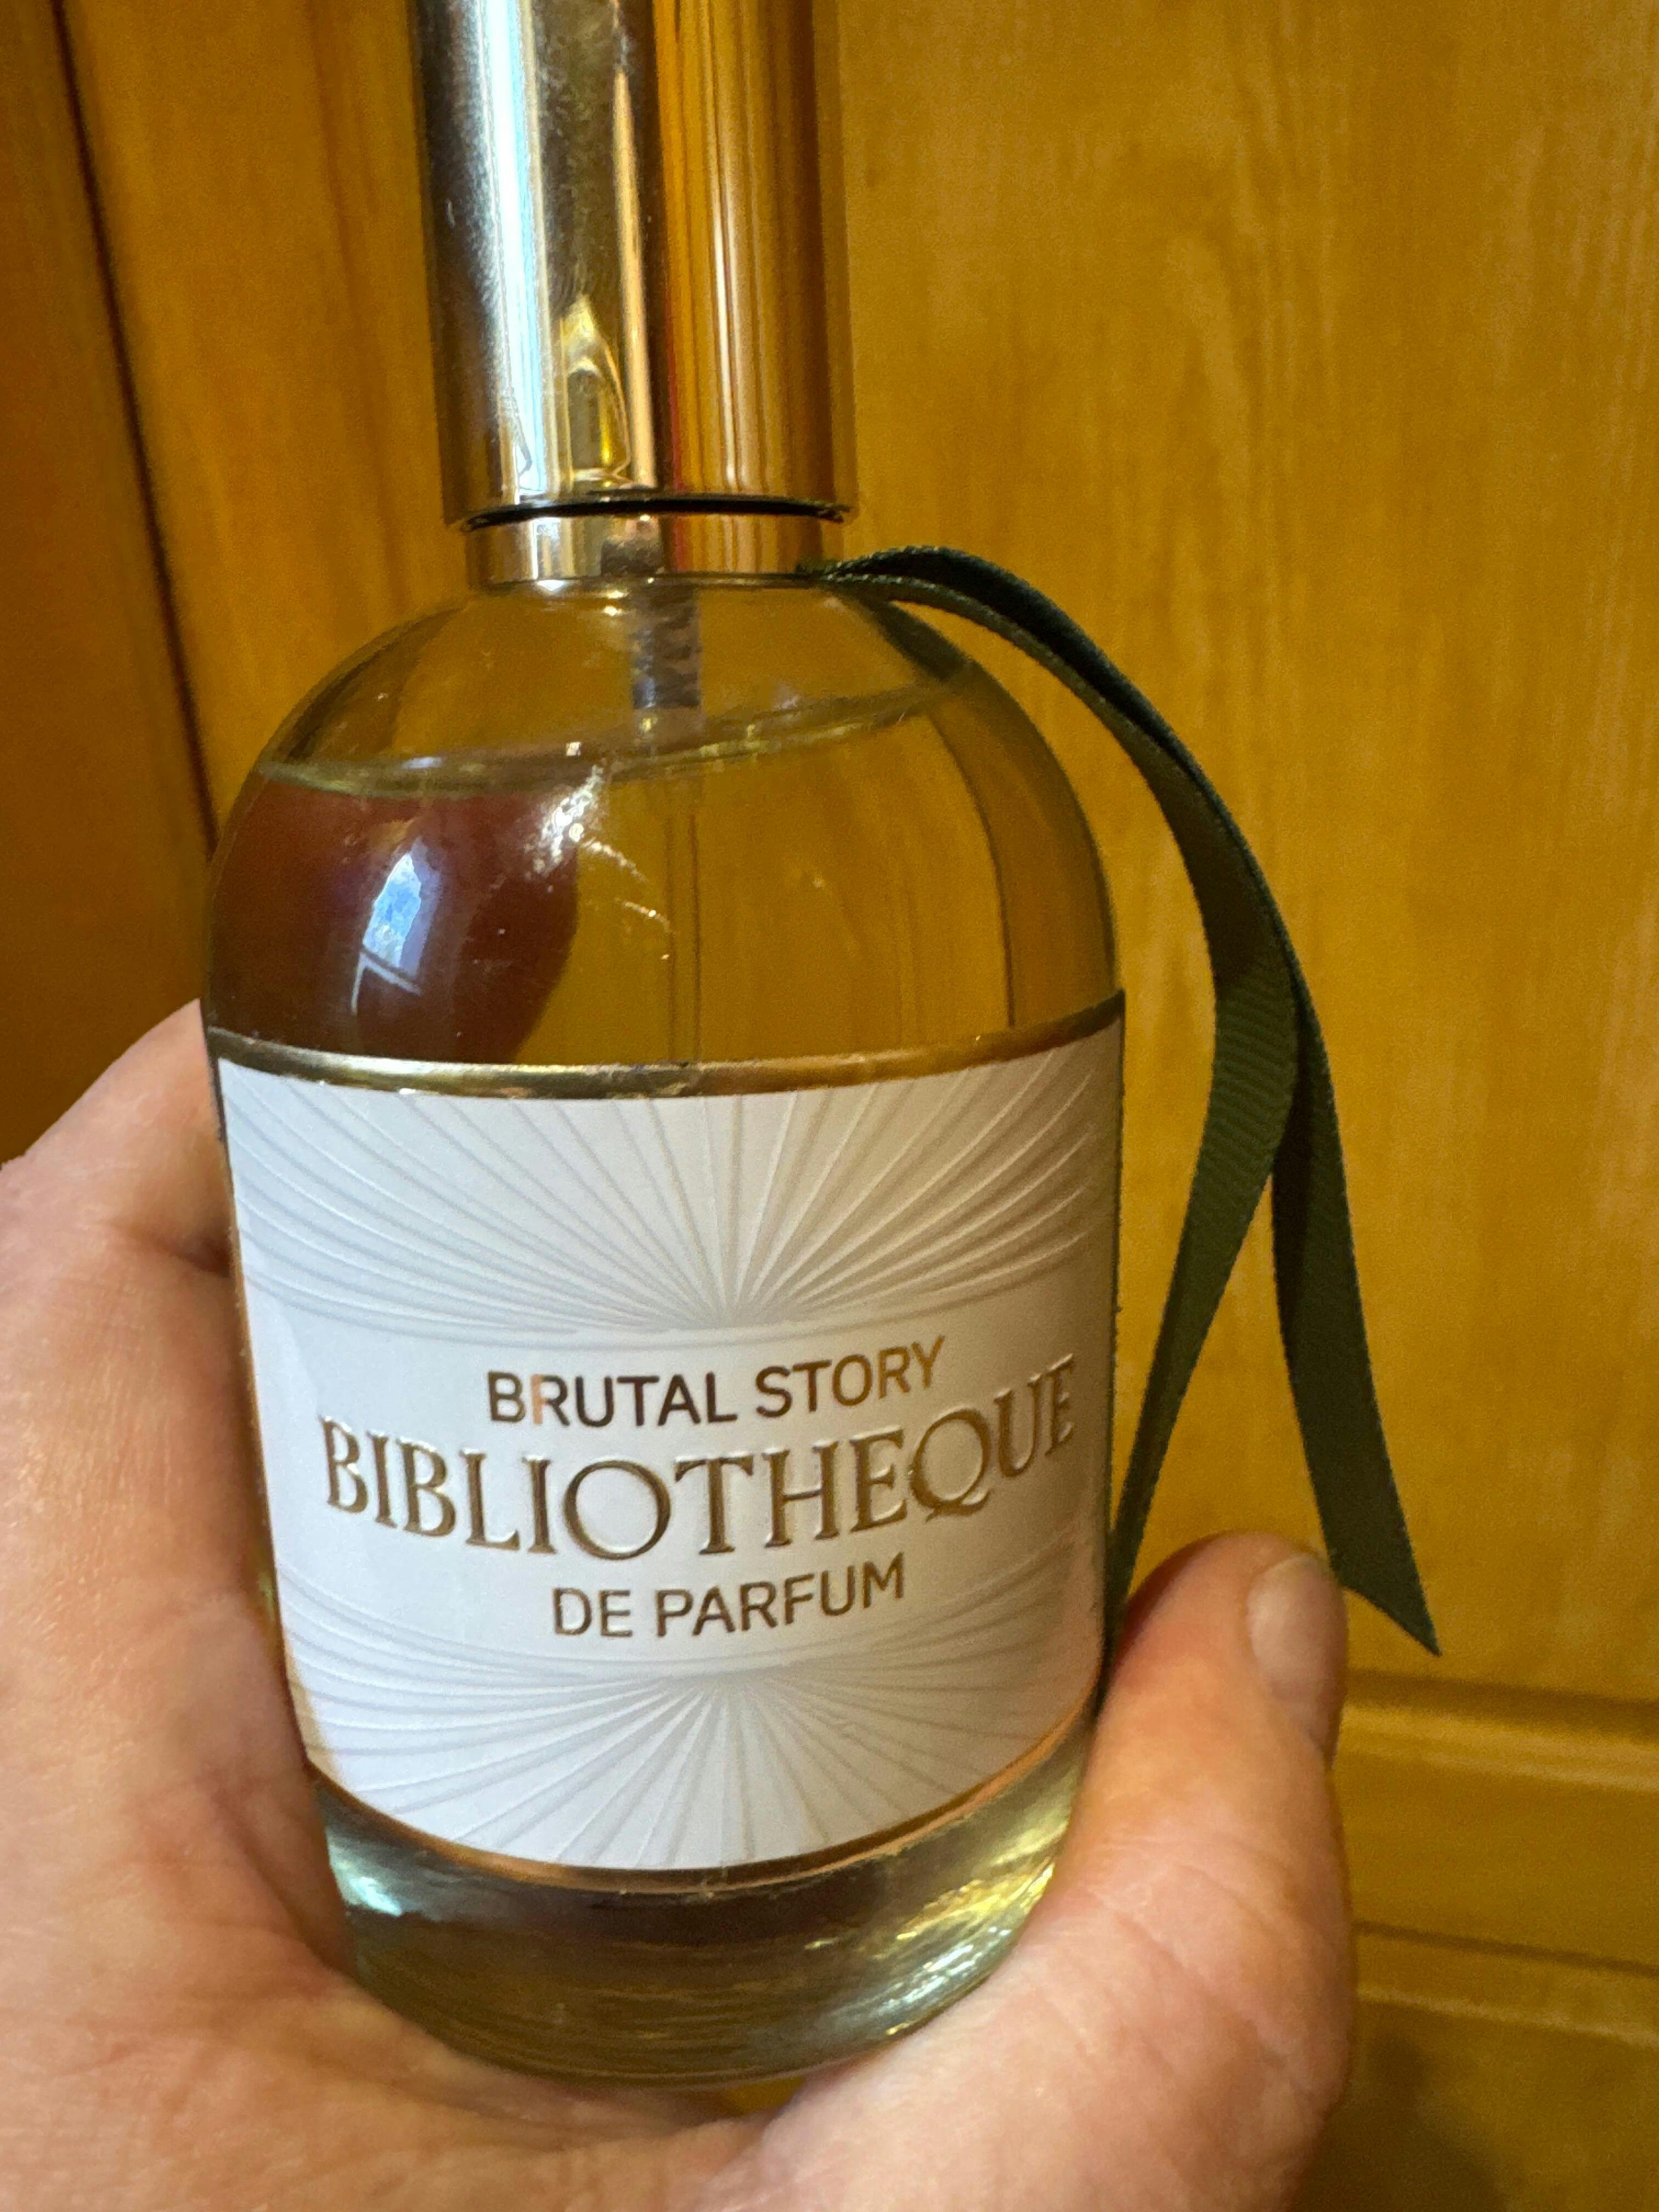 BRUTAL STORY
BIBLIOTHEQUE
DE PARFUM